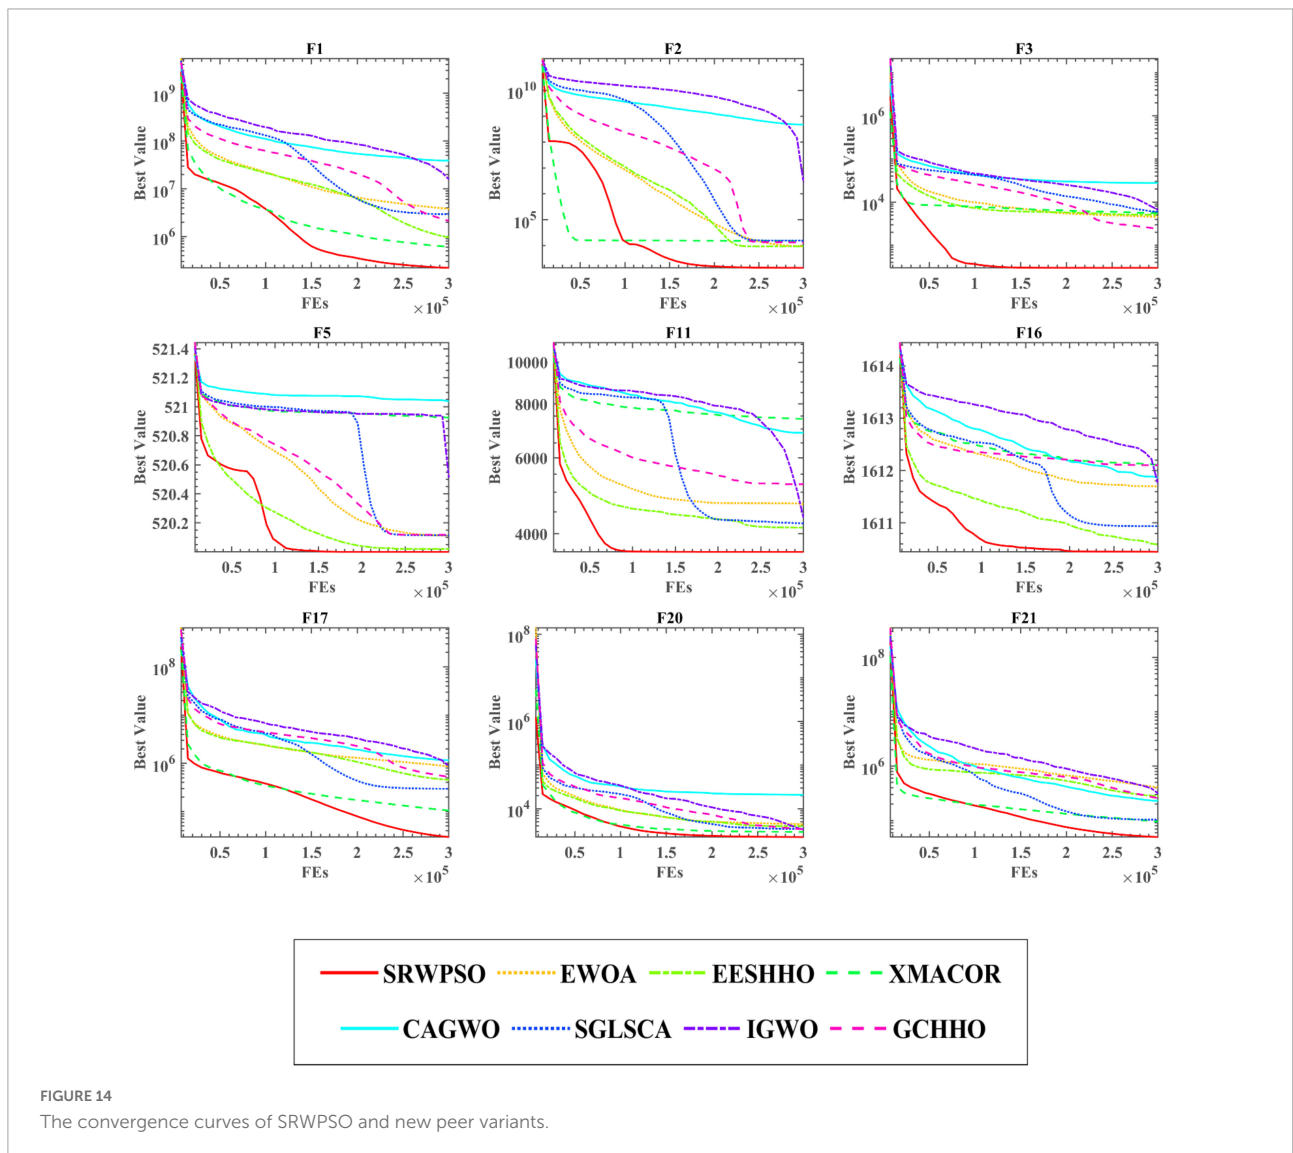 F1
F2
F3
Best Value
10^9
10^8
10^7
10^6
0.5 1 1.5 2 2.5 3
FEs
×10^5
Best Value
10^10
10^5
0.5 1 1.5 2 2.5 3
FEs
×10^5
Best Value
10^6
10^4
0.5 1 1.5 2 2.5 3
FEs
×10^5
F5
F11
F16
Best Value
521.4
521.2
521
520.8
520.6
520.4
520.2
0.5 1 1.5 2 2.5 3
FEs
×10^5
Best Value
10000
8000
6000
4000
0.5 1 1.5 2 2.5 3
FEs
×10^5
Best Value
1614
1613
1612
1611
0.5 1 1.5 2 2.5 3
FEs
×10^5
F17
F20
F21
Best Value
10^8
10^6
0.5 1 1.5 2 2.5 3
FEs
×10^5
Best Value
10^8
10^6
10^4
0.5 1 1.5 2 2.5 3
FEs
×10^5
Best Value
10^8
10^6
0.5 1 1.5 2 2.5 3
FEs
×10^5
SRWPSO EWOA EESHHO XMACOR
CAGWO SGLSCA IGWO GCHHO
FIGURE 14
The convergence curves of SRWPSO and new peer variants.